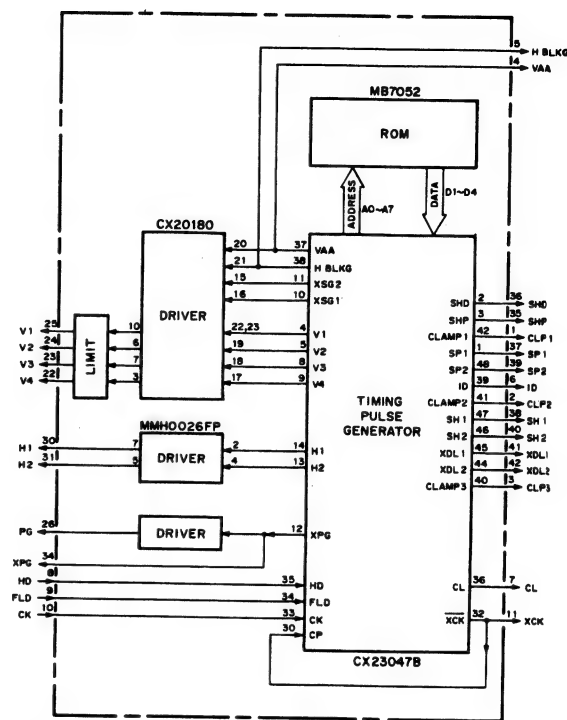 5 H BLKG
4 VAA
MB7052
ROM
ADDRESS
A0~A7
DATA
D1~D4
CX20180
DRIVER
20 37 VAA
21 38 H BLKG
15 11 XSG2
16 10 XSG1
22,23 4 V1
19 5 V2
18 8 V3
17 9 V4
LIMIT
V1 25 10
V2 24 6
V3 23 7
V4 22 3
MMH0026FP
DRIVER
H1 30 7 2 14 H1
H2 31 5 4 13 H2
PG 26 DRIVER 12 XPG
XPG 34
HD 8 35 HD
FLD 9 34 FLD
CK 10 33 CK
30 CP
TIMING
PULSE
GENERATOR
SHD 2 36 SHD
SHP 3 35 SHP
CLAMP1 42 1 CLP1
SP1 1 37 SP1
SP2 48 39 SP2
ID 39 6 ID
CLAMP2 41 2 CLP2
SH1 47 38 SH1
SH2 46 40 SH2
XDL1 45 41 XDL1
XDL2 44 42 XDL2
CLAMP3 40 3 CLP3
CL 36 7 CL
XCK 32 11 XCK
CX23047B